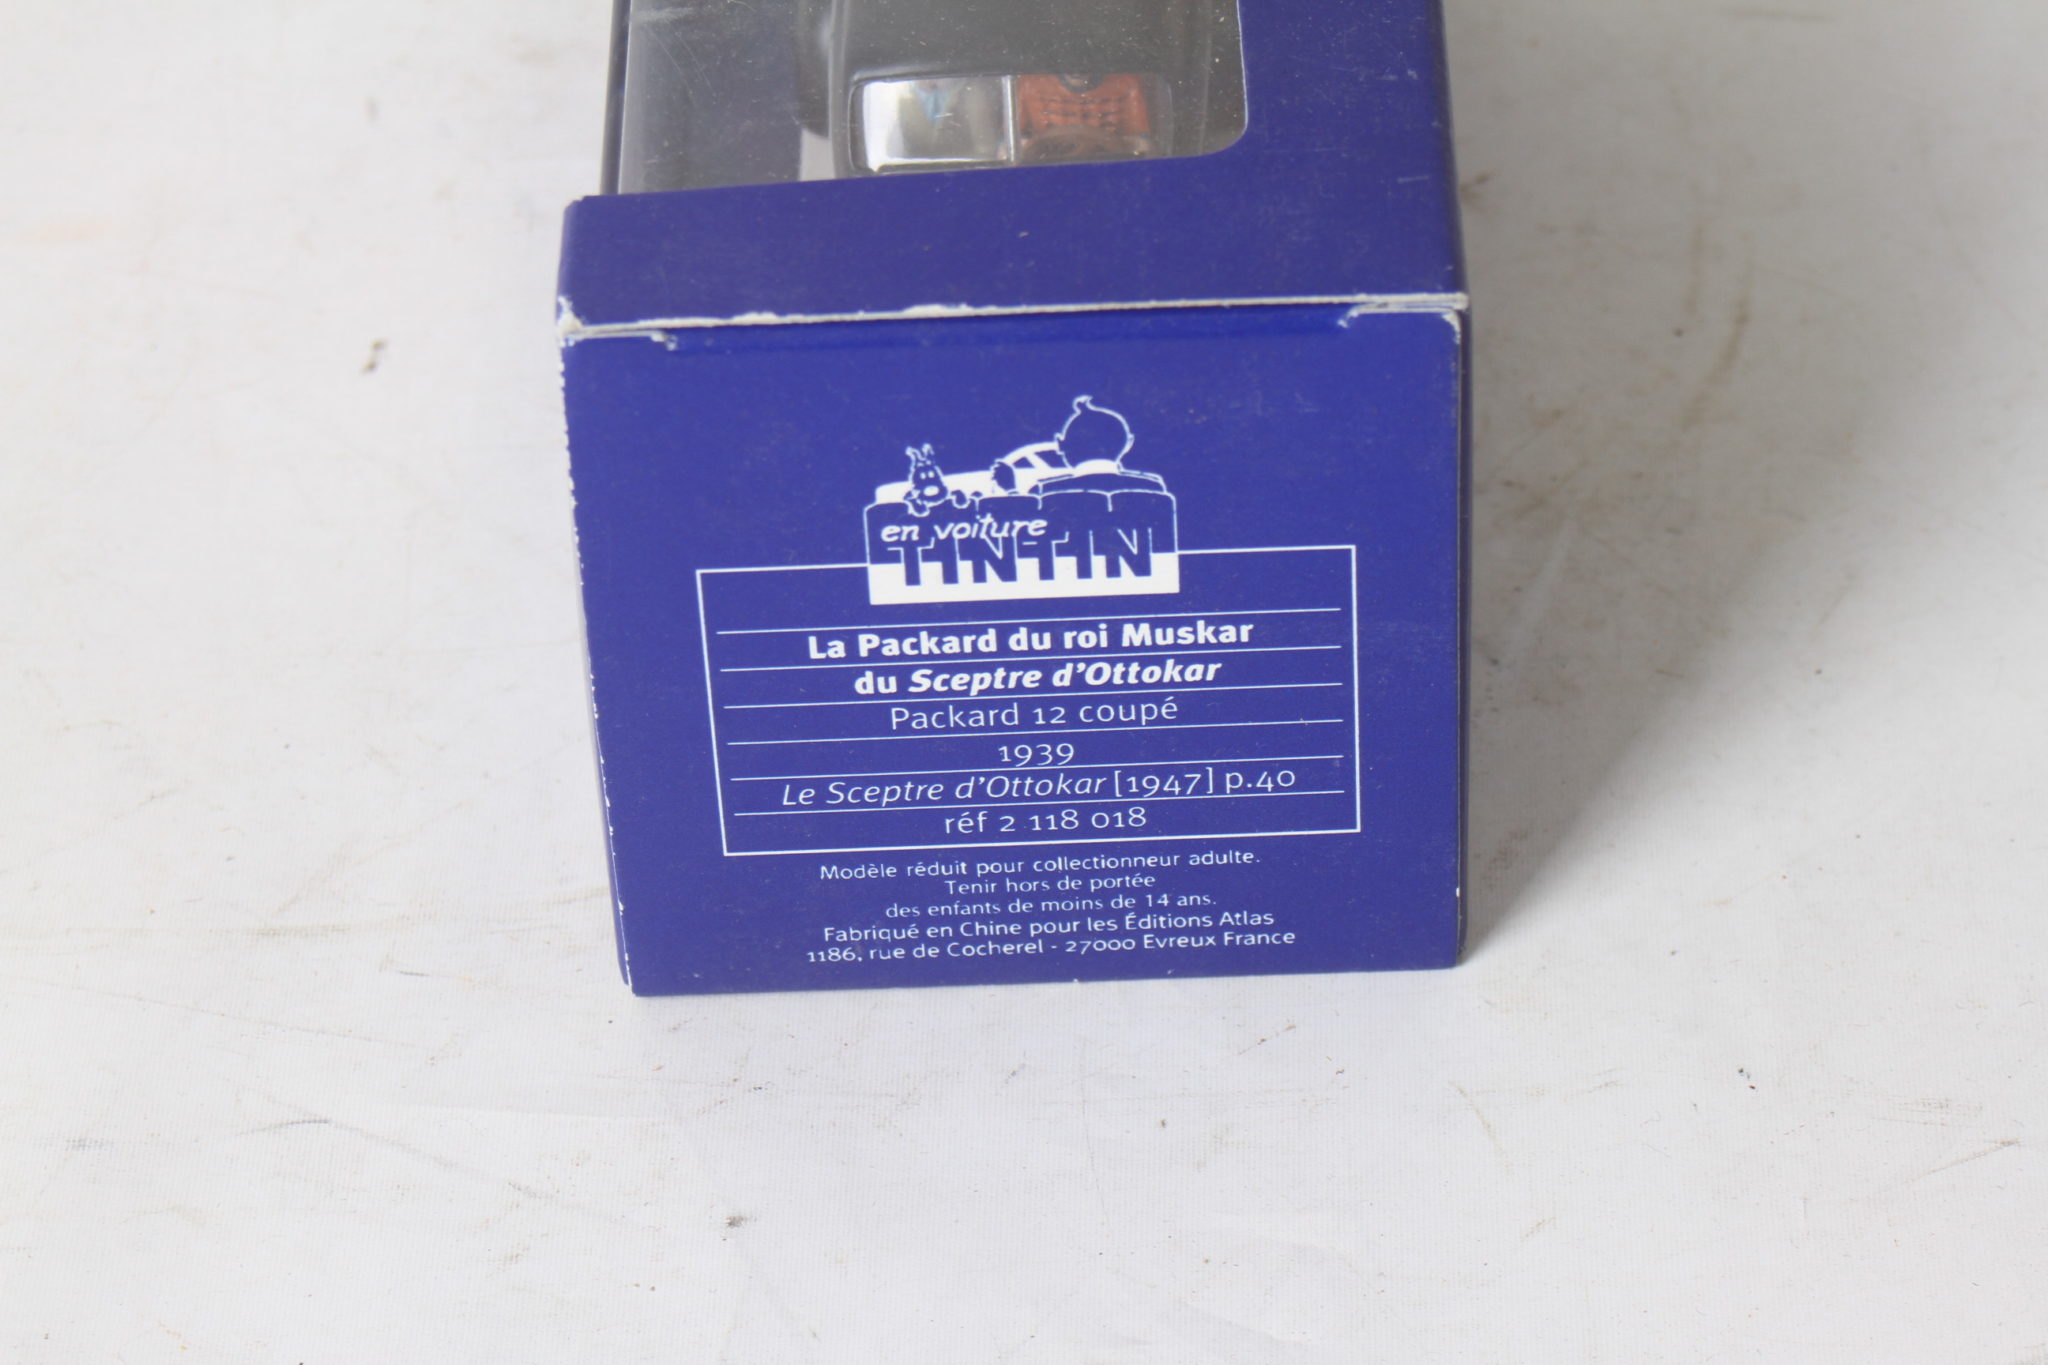 en voiture
TINTIN
La Packard du roi Muskar
du Sceptre d'Ottokar
Packard 12 coupé
1939
Le Sceptre d'Ottokar [1947] p.40
réf 2 118 018
Modèle réduit pour collectionneur adulte.
Tenir hors de portée
des enfants de moins de 14 ans.
Fabriqué en Chine pour les Éditions Atlas
1186, rue de Cocherel - 27000 Evreux France